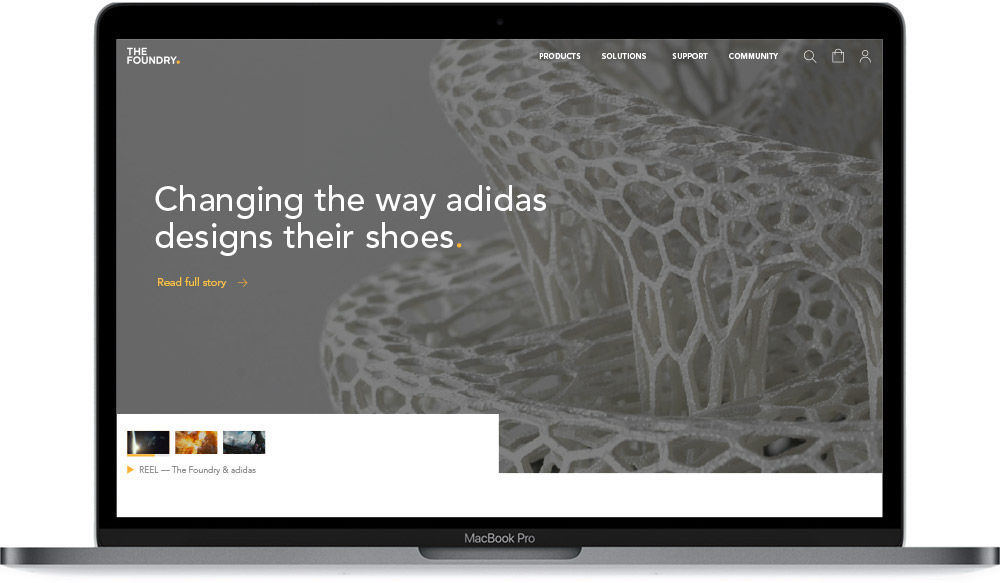 THE
FOUNDRY.
PRODUCTS SOLUTIONS SUPPORT COMMUNITY
Changing the way adidas
designs their shoes.
Read full story
REEL — The Foundry & adidas
MacBook Pro